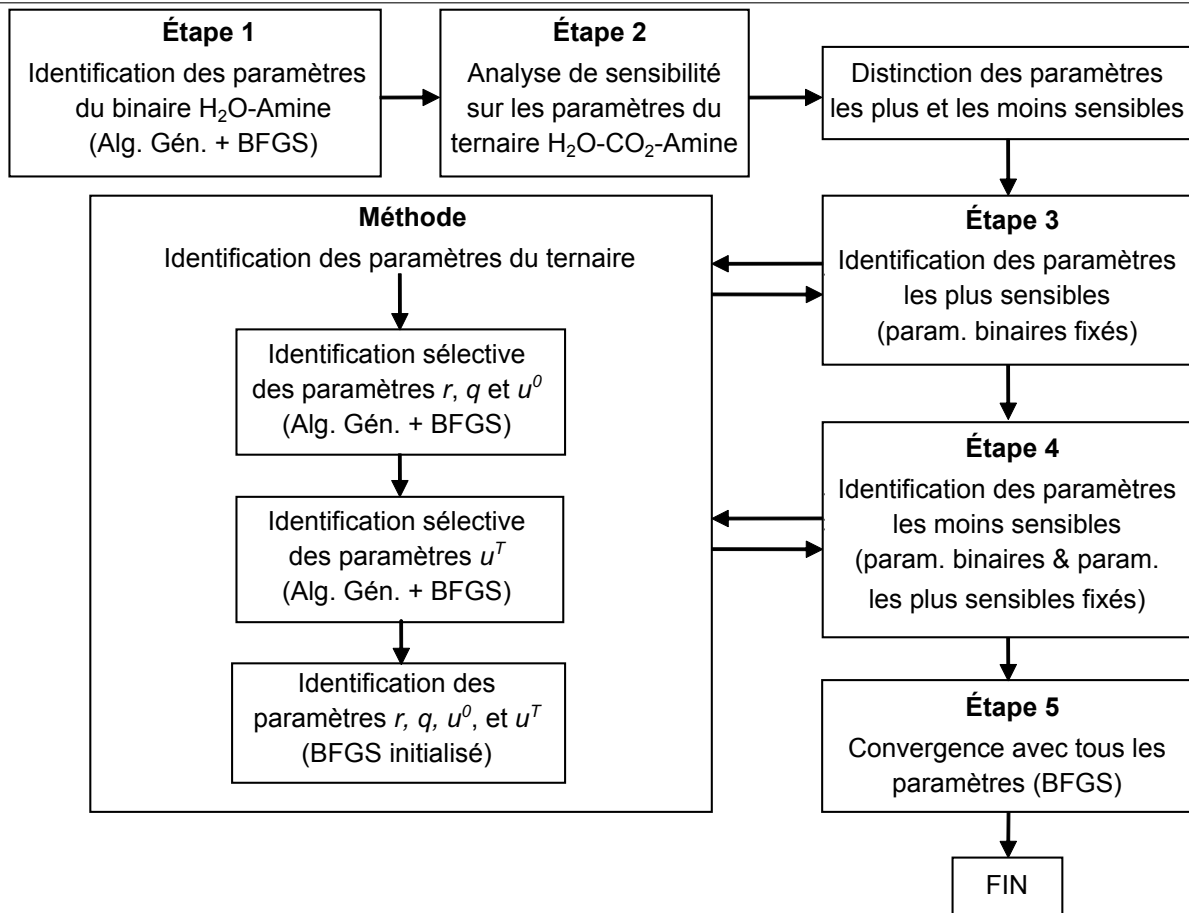 Étape 1
Identification des paramètres
du binaire H₂O-Amine
(Alg. Gén. + BFGS)
Étape 2
Analyse de sensibilité
sur les paramètres du
ternaire H₂O-CO₂-Amine
Distinction des paramètres
les plus et les moins sensibles
Étape 3
Identification des paramètres
les plus sensibles
(param. binaires fixés)
Méthode
Identification des paramètres du ternaire
Identification sélective
des paramètres r, q et u⁰
(Alg. Gén. + BFGS)
Identification sélective
des paramètres uᵀ
(Alg. Gén. + BFGS)
Identification des
paramètres r, q, u⁰, et uᵀ
(BFGS initialisé)
Étape 4
Identification des paramètres
les moins sensibles
(param. binaires & param.
les plus sensibles fixés)
Étape 5
Convergence avec tous les
paramètres (BFGS)
FIN